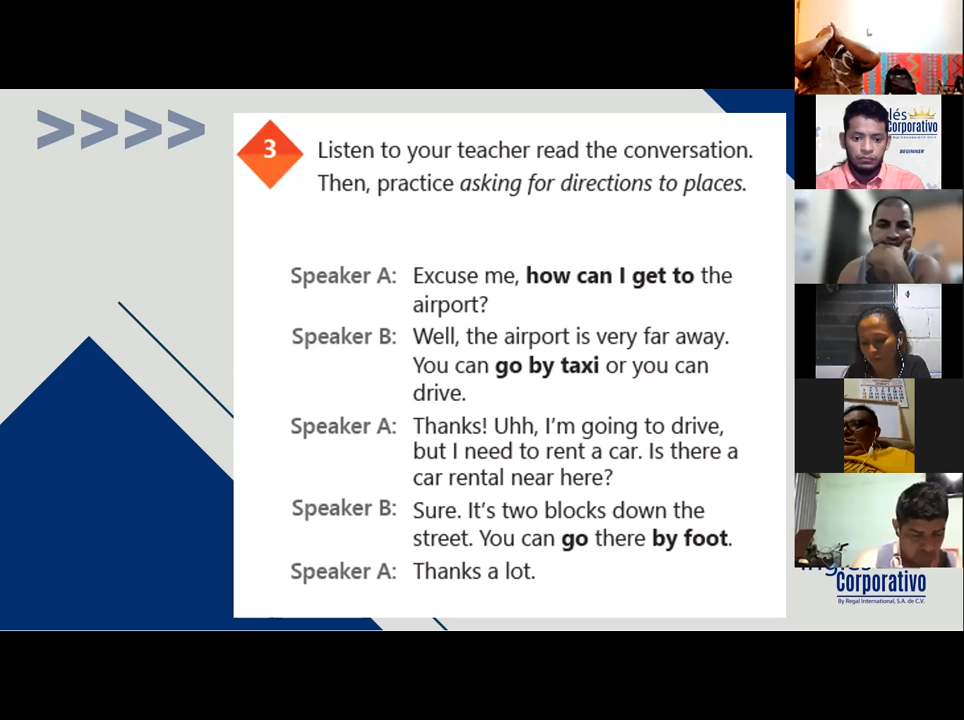 >>>>
3
Listen to your teacher read the conversation.
Then, practice asking for directions to places.
Speaker A: Excuse me, how can I get to the
airport?
Speaker B: Well, the airport is very far away.
You can go by taxi or you can
drive.
Speaker A: Thanks! Uhh, I'm going to drive,
but I need to rent a car. Is there a
car rental near here?
Speaker B: Sure. It's two blocks down the
street. You can go there by foot.
Speaker A: Thanks a lot.
Corporativo
BEGINNER
Corporativo
By Regal International, S.A. de C.V.